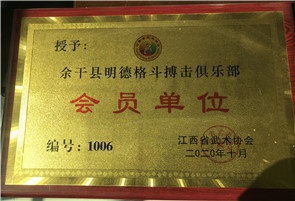 授予：
余干县明德格斗搏击俱乐部
会员单位
编号：1006
江西省武术协会
二〇二〇年十月